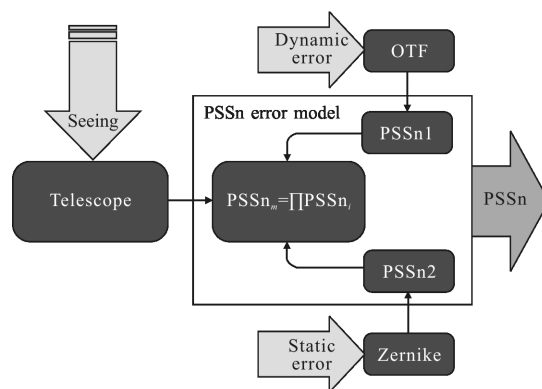 Dynamic
error
OTF
Seeing
PSSn error model
PSSn1
Telescope
PSSnₘ=∏PSSnᵢ
PSSn
PSSn2
Static
error
Zernike